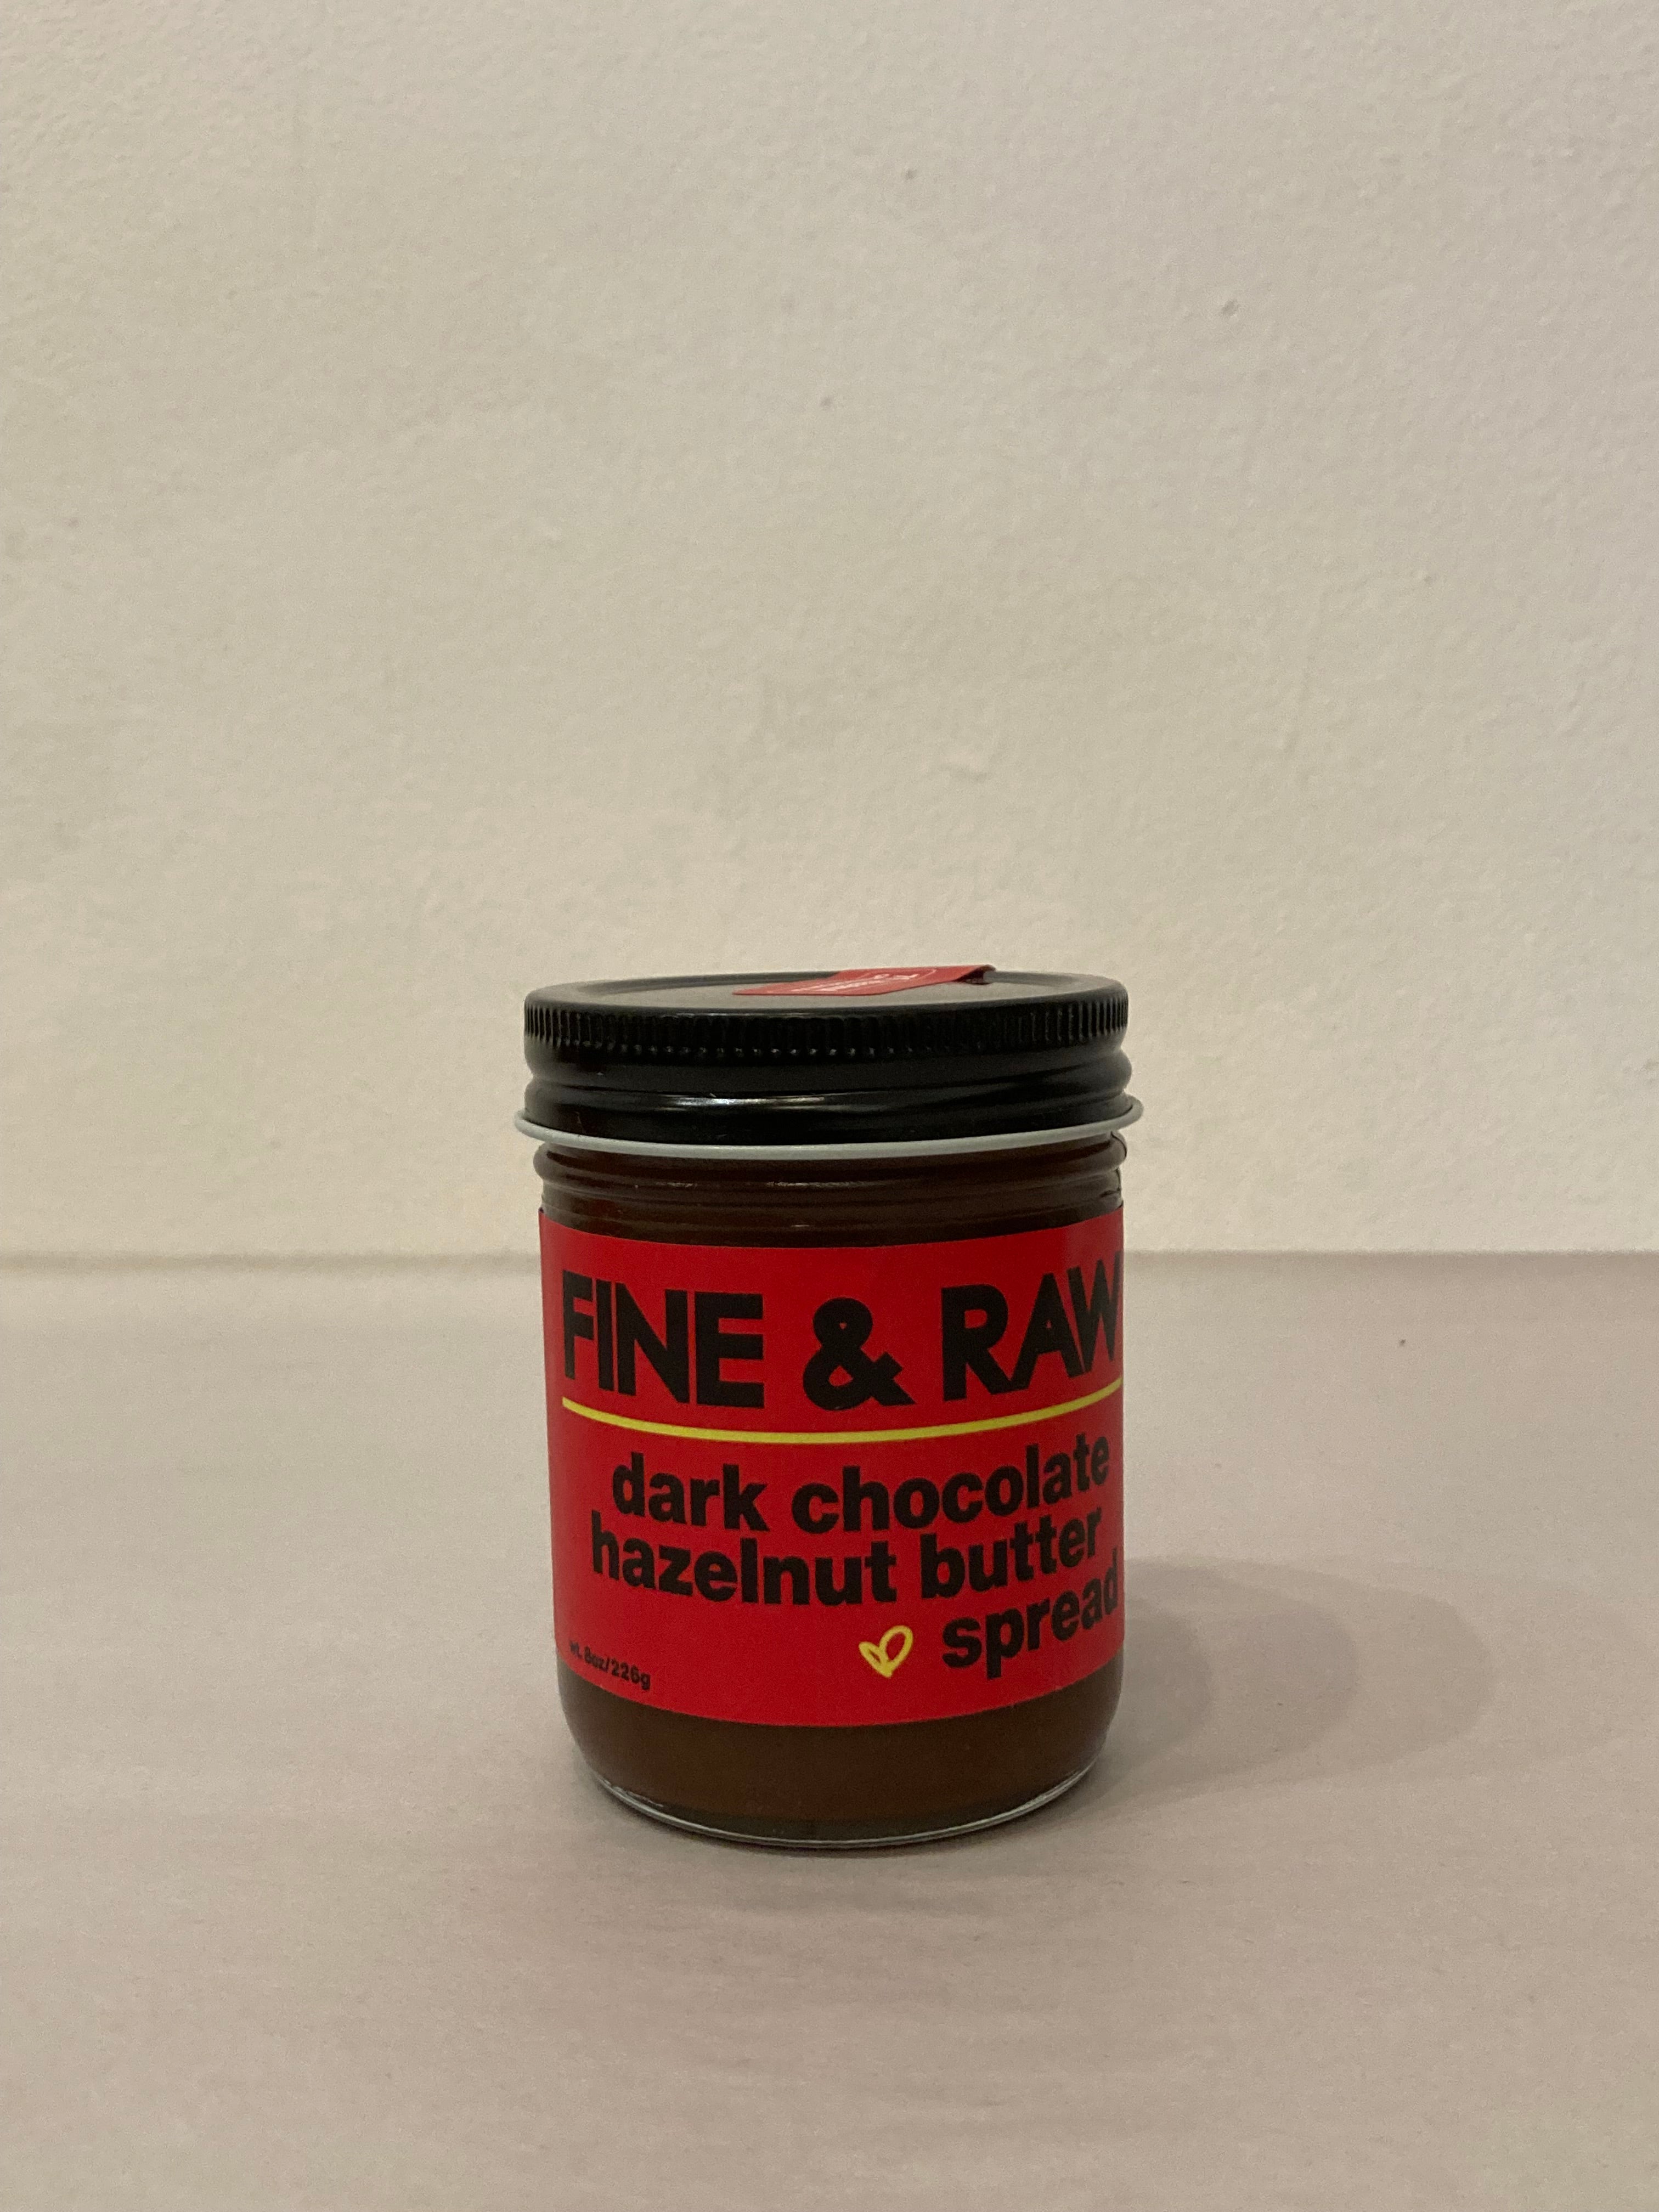 FINE & RAW
dark chocolate
hazelnut butter
spread
wt. 8oz/226g